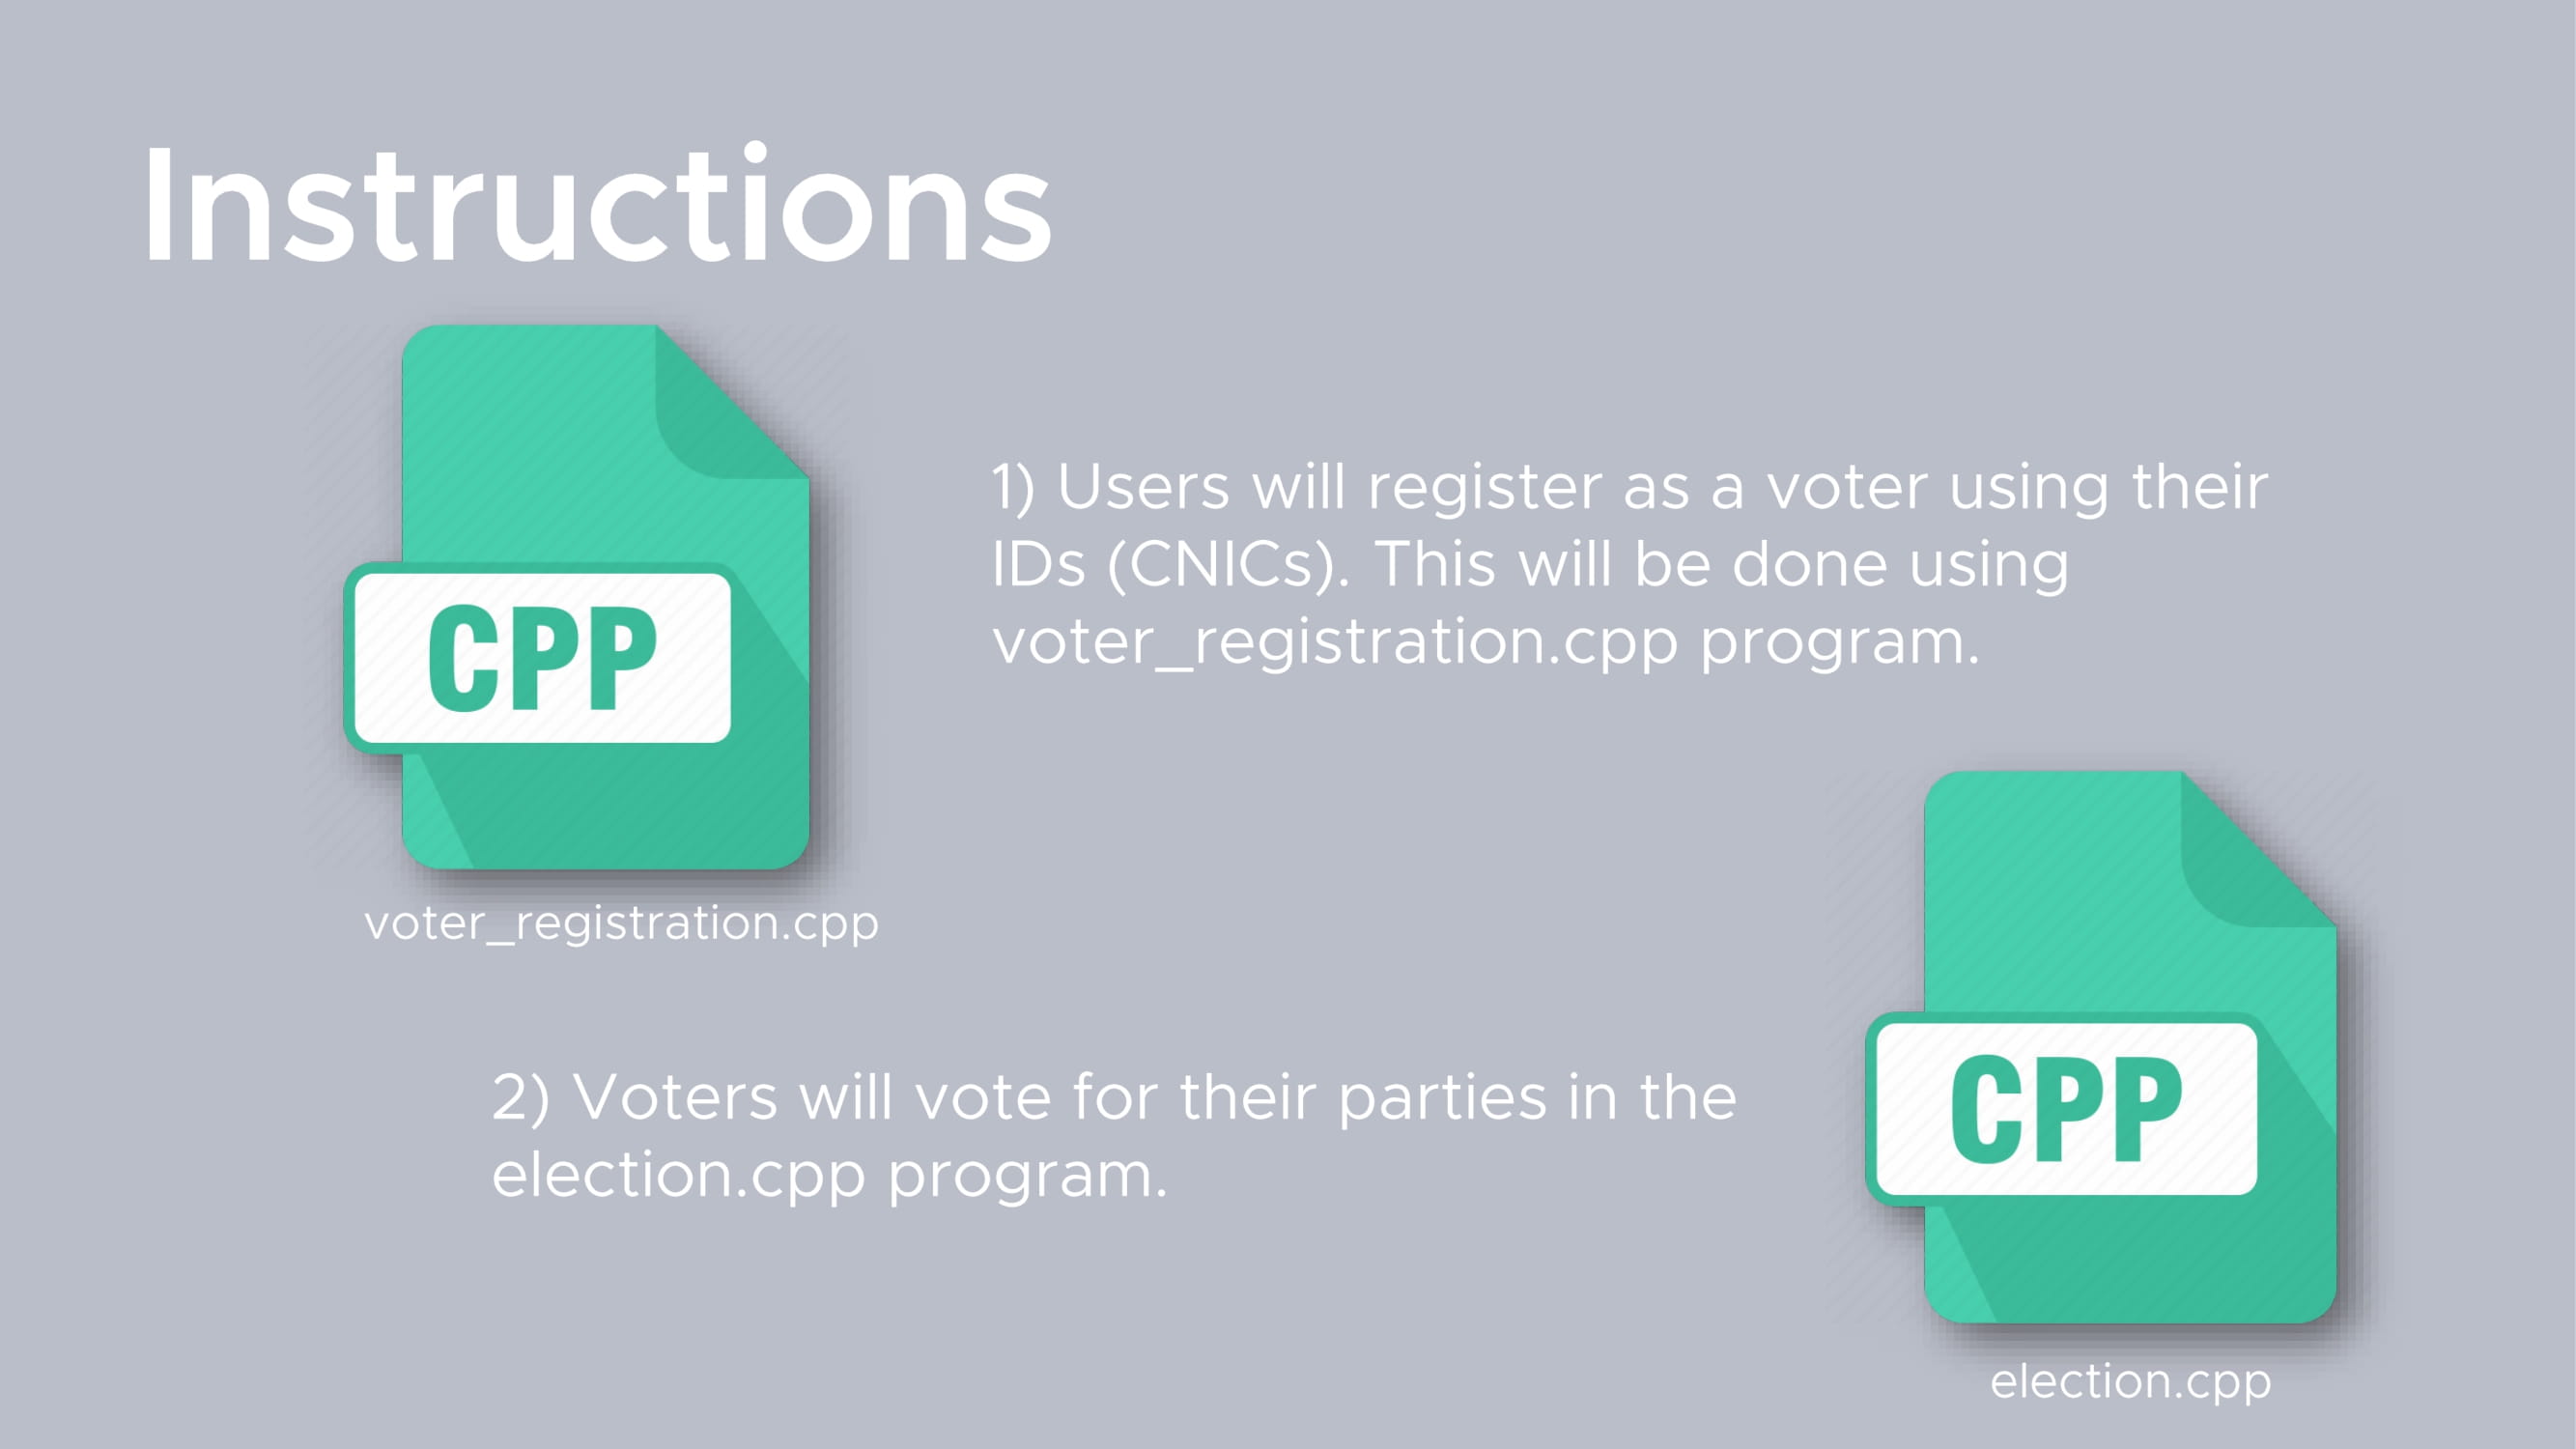 Instructions
CPP
1) Users will register as a voter using their
IDs (CNICs). This will be done using
voter_registration.cpp program.
voter_registration.cpp
2) Voters will vote for their parties in the
election.cpp program.
CPP
election.cpp